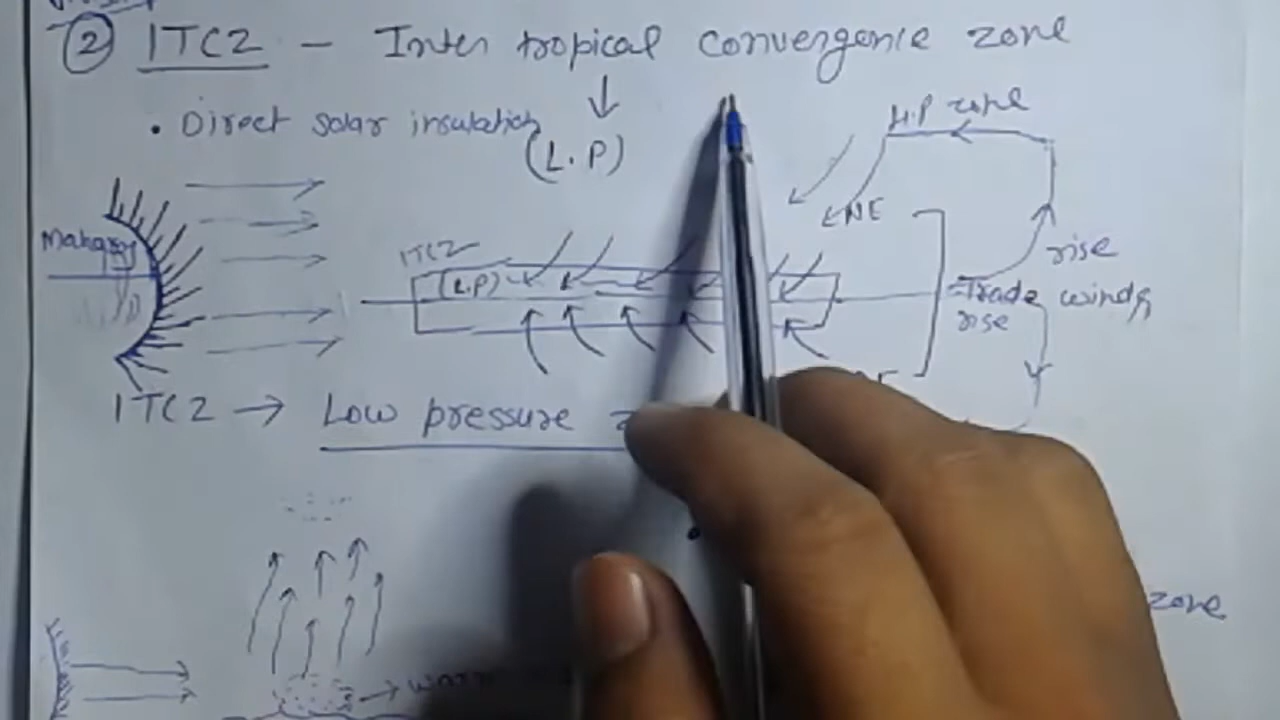 ② ITCZ - Inter tropical convergence zone
• Direct solar insulation
(L.P)
H.P zone
NE
ITCZ
(L.P)
rise
Trade winds
rise
ITCZ → Low pressure
zone